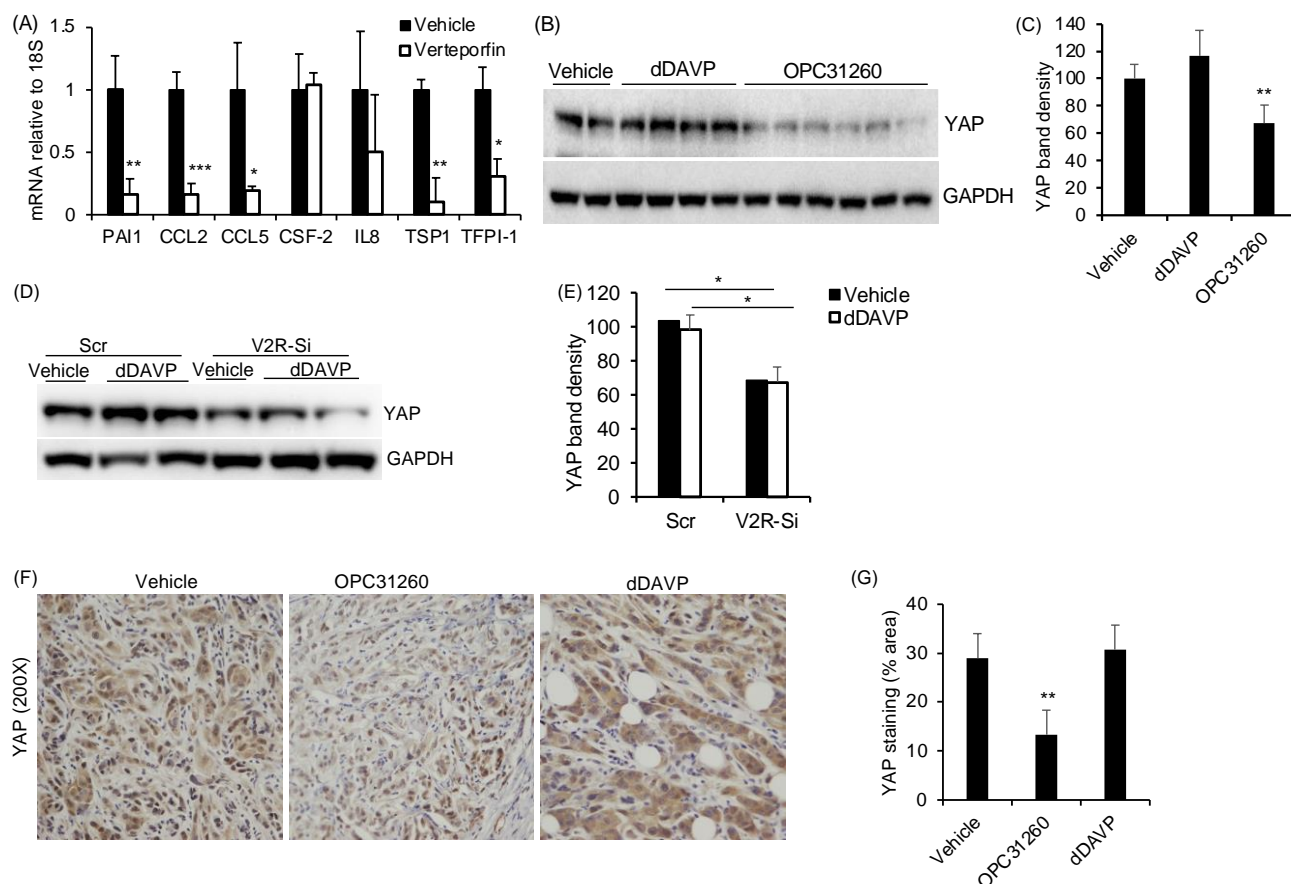 (A)
mRNA relative to 18S
1.5
1
0.5
0
Vehicle
Verteporfin
** *** * ** *
PAI1 CCL2 CCL5 CSF-2 IL8 TSP1 TFPI-1
(B)
Vehicle dDAVP OPC31260
YAP
GAPDH
(C)
YAP band density
140
120
100
80
60
40
20
0
**
Vehicle
dDAVP
OPC31260
(D)
Scr V2R-Si
Vehicle dDAVP Vehicle dDAVP
YAP
GAPDH
(E)
YAP band density
120
100
80
60
40
20
0
*
*
Vehicle
dDAVP
Scr V2R-Si
(F)
Vehicle OPC31260 dDAVP
YAP (200X)
(G)
YAP staining (% area)
40
30
20
10
0
**
Vehicle
OPC31260
dDAVP